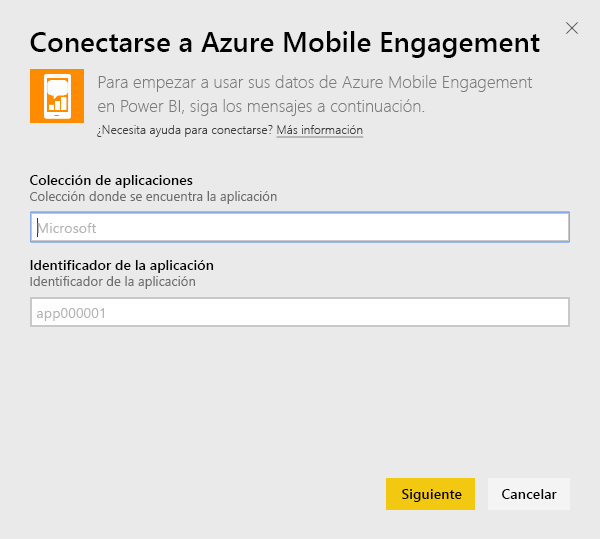 Conectarse a Azure Mobile Engagement
Para empezar a usar sus datos de Azure Mobile Engagement
en Power BI, siga los mensajes a continuación.
¿Necesita ayuda para conectarse? Más información
Colección de aplicaciones
Colección donde se encuentra la aplicación
Microsoft
Identificador de la aplicación
Identificador de la aplicación
app000001
Siguiente Cancelar